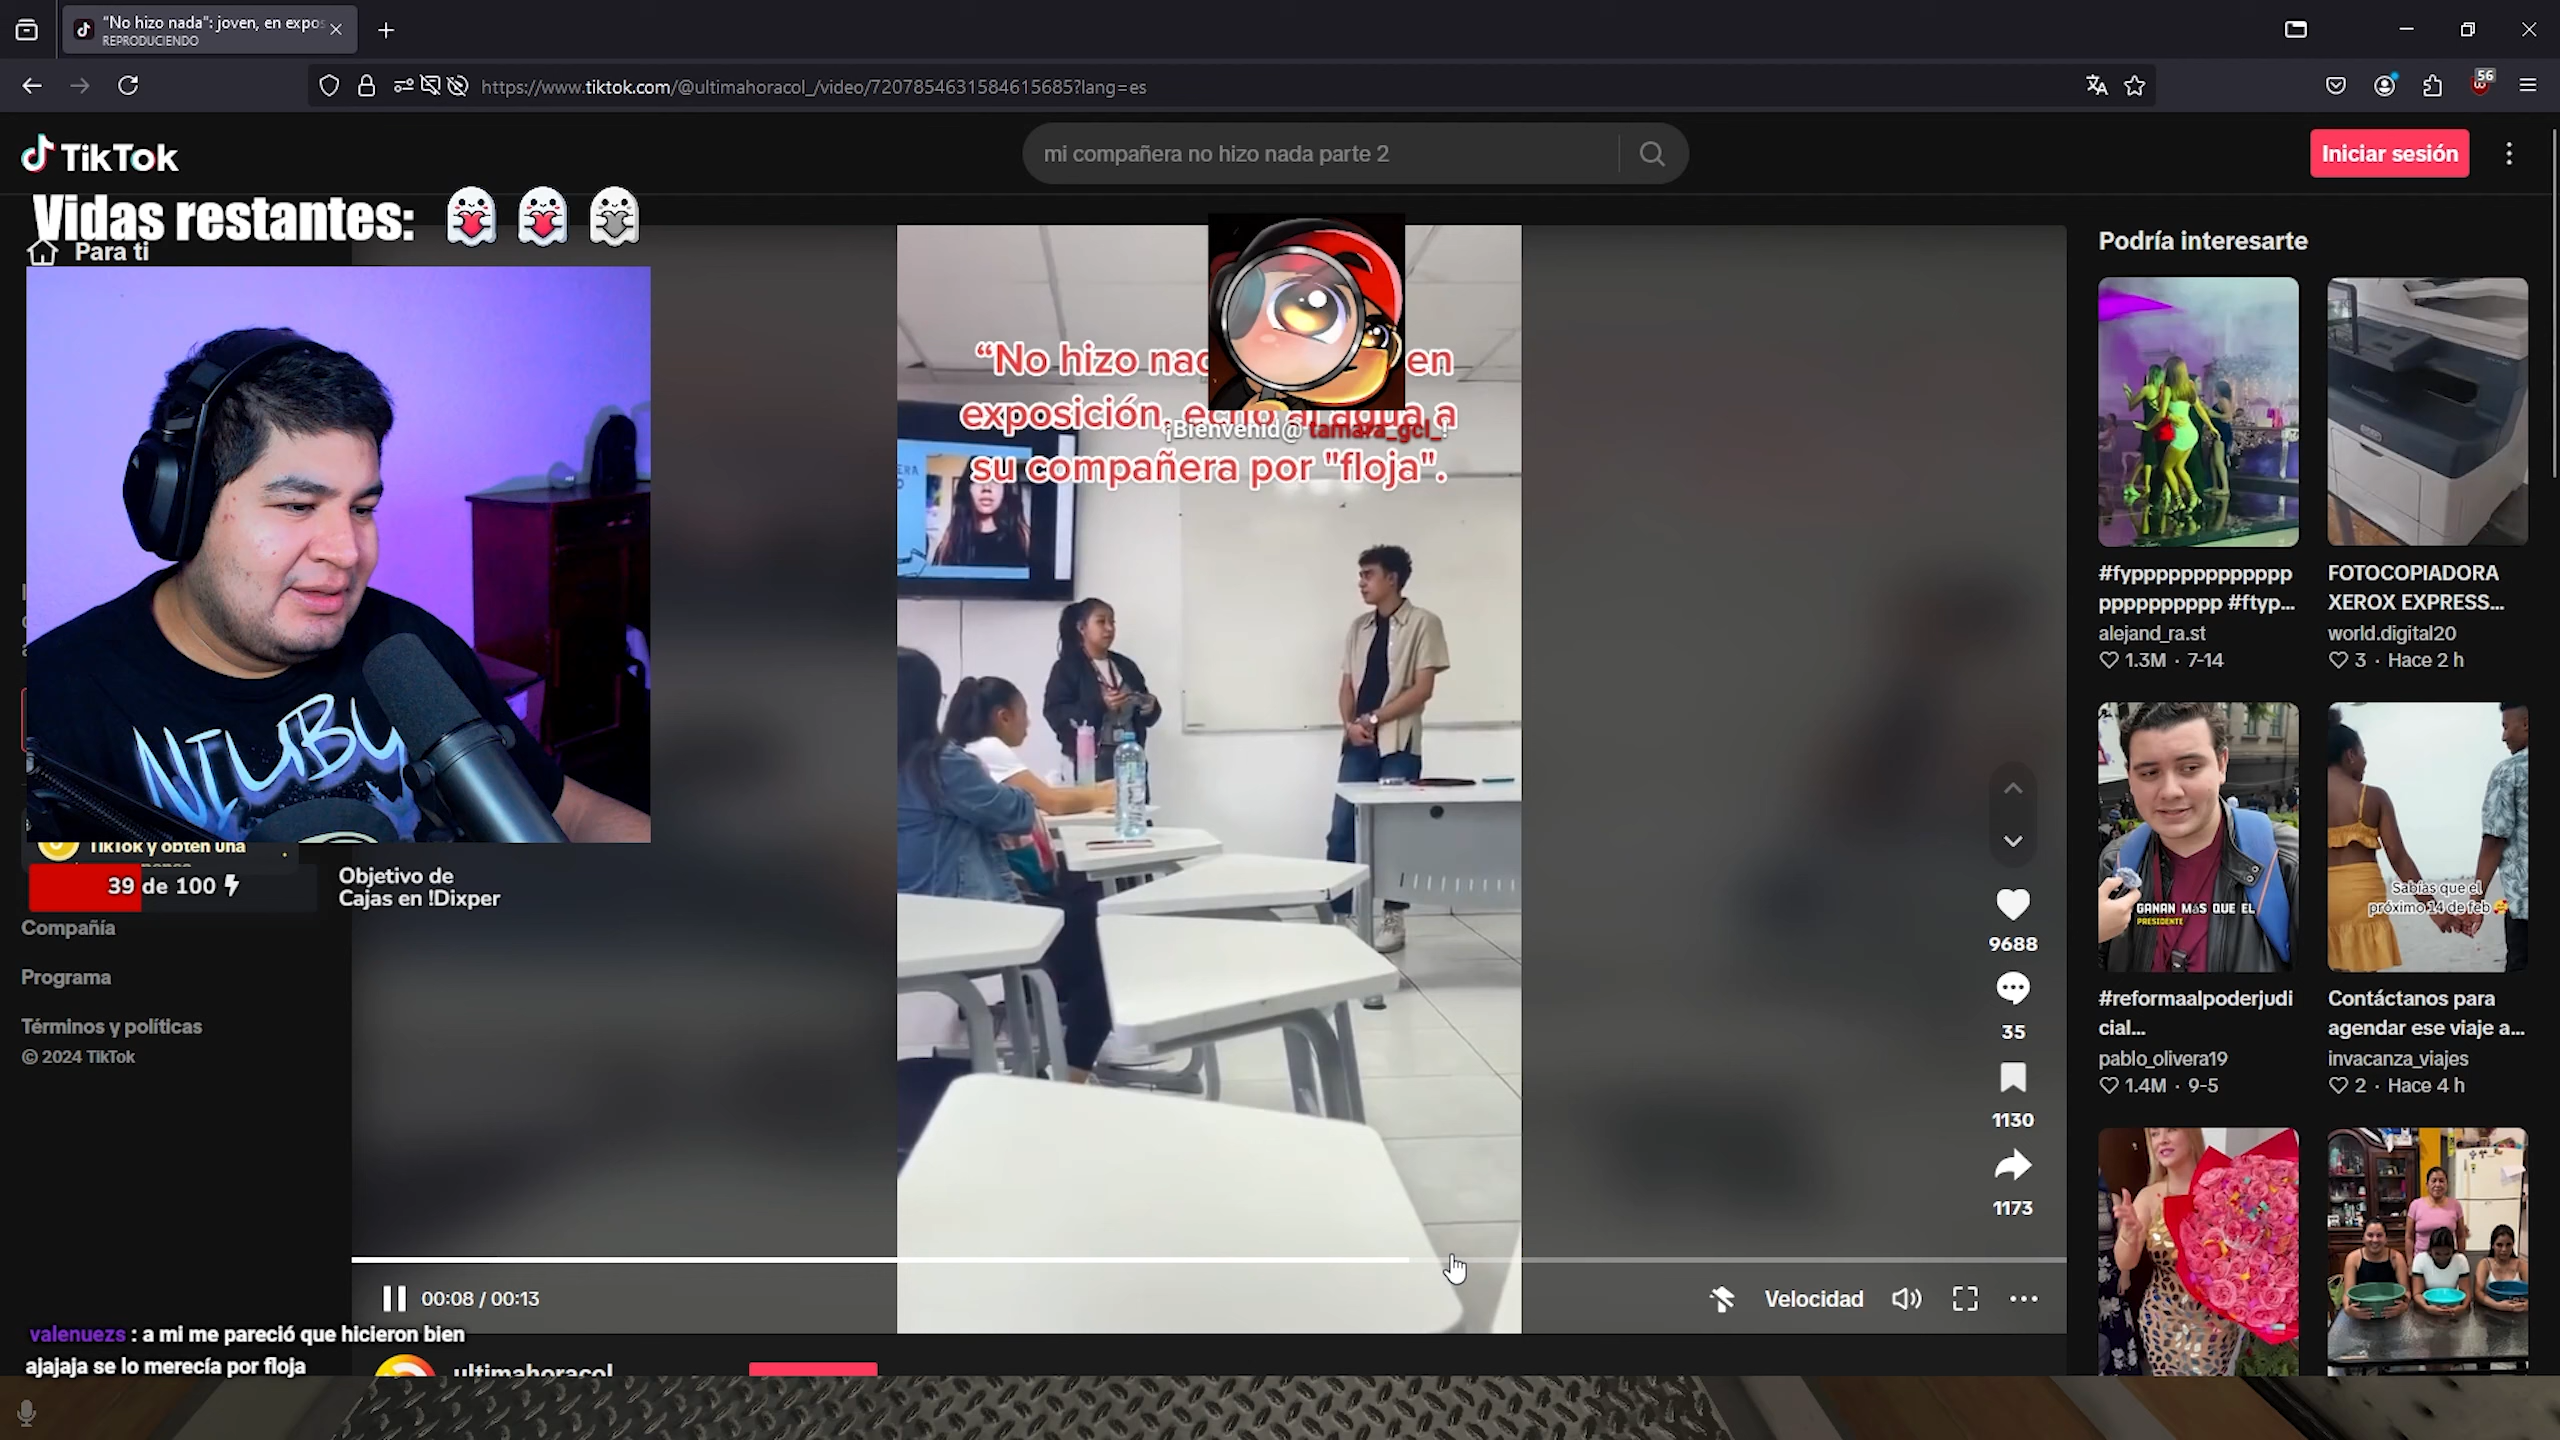 “No hizo nada”: joven, en expos
REPRODUCIENDO
https://www.tiktok.com/@ultimahoracol_/video/7207854631584615685?lang=es
56
TikTok
mi compañera no hizo nada parte 2
Iniciar sesión
Vidas restantes:
Para ti
NIUBY
TikTok y obtén una
39 de 100
Objetivo de
Cajas en !Dixper
Compañía
Programa
Términos y políticas
© 2024 TikTok
“No hizo nad en
exposición, echó al agua a
¡Bienvenid@ tamara_gcl_!
su compañera por "floja".
9688
35
1130
1173
00:08 / 00:13
Velocidad
valenuezs : a mi me pareció que hicieron bien
ajajaja se lo merecía por floja
ultimahoracol
Podría interesarte
#fyppppppppppppp
pppppppppp #ftyp...
alejand_ra.st
1.3M · 7-14
FOTOCOPIADORA
XEROX EXPRESS...
world.digital20
3 · Hace 2 h
GANAN MáS QUE EL
PRESIDENTE
#reformaalpoderjudi
cial...
pablo_olivera19
1.4M · 9-5
Sabías que el
próximo 14 de feb
Contáctanos para
agendar ese viaje a...
invacanza_viajes
2 · Hace 4 h